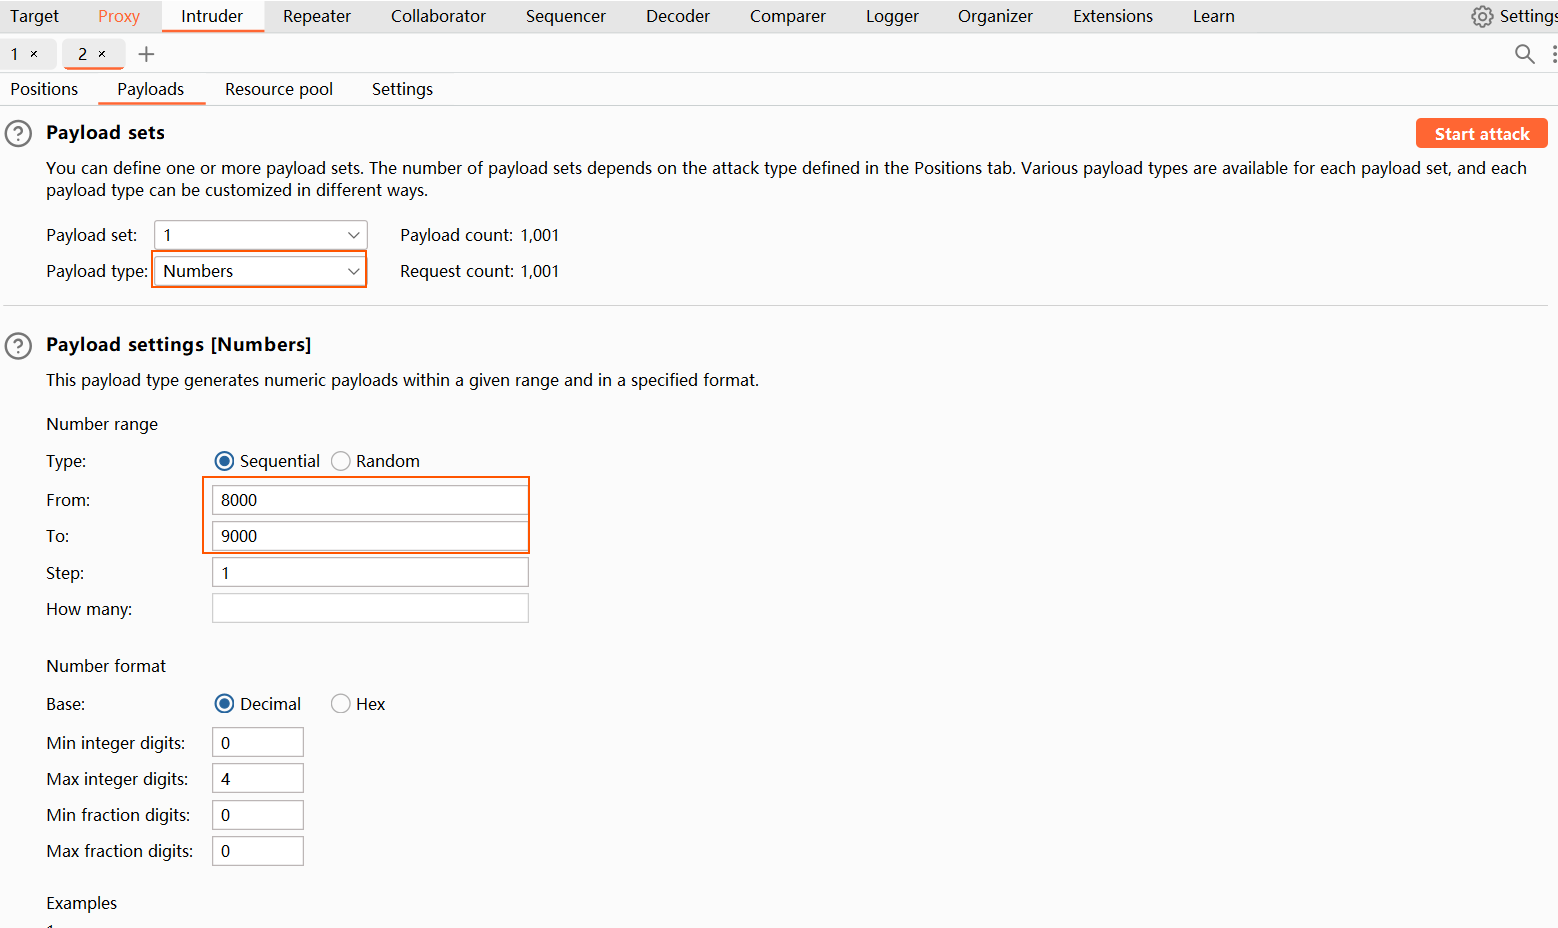 Target Proxy Intruder Repeater Collaborator Sequencer Decoder Comparer Logger Organizer Extensions Learn Settings
1 × 2 × +
Positions Payloads Resource pool Settings
? Payload sets Start attack
You can define one or more payload sets. The number of payload sets depends on the attack type defined in the Positions tab. Various payload types are available for each payload set, and each
payload type can be customized in different ways.
Payload set: 1 Payload count: 1,001
Payload type: Numbers Request count: 1,001
? Payload settings [Numbers]
This payload type generates numeric payloads within a given range and in a specified format.
Number range
Type: Sequential Random
From: 8000
To: 9000
Step: 1
How many:
Number format
Base: Decimal Hex
Min integer digits: 0
Max integer digits: 4
Min fraction digits: 0
Max fraction digits: 0
Examples